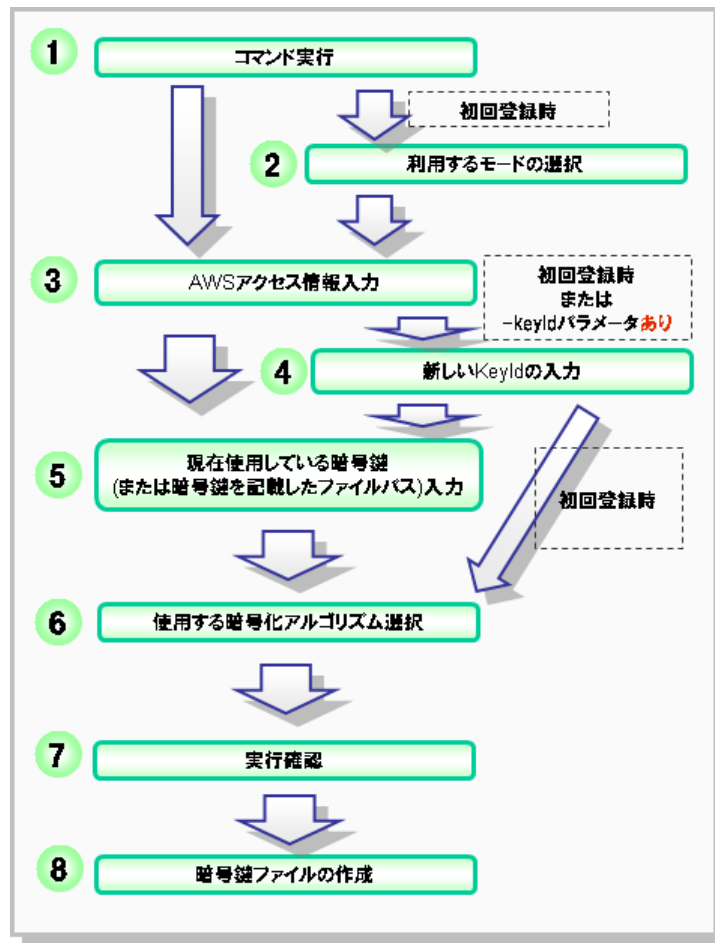 1
コマンド実行
初回登録時
2
利用するモードの選択
3
AWSアクセス情報入力
初回登録時
または
-keyIdパラメータあり
4
新しいKeyIdの入力
5
現在使用している暗号鍵
(または暗号鍵を記載したファイルパス)入力
初回登録時
6
使用する暗号化アルゴリズム選択
7
実行確認
8
暗号鍵ファイルの作成